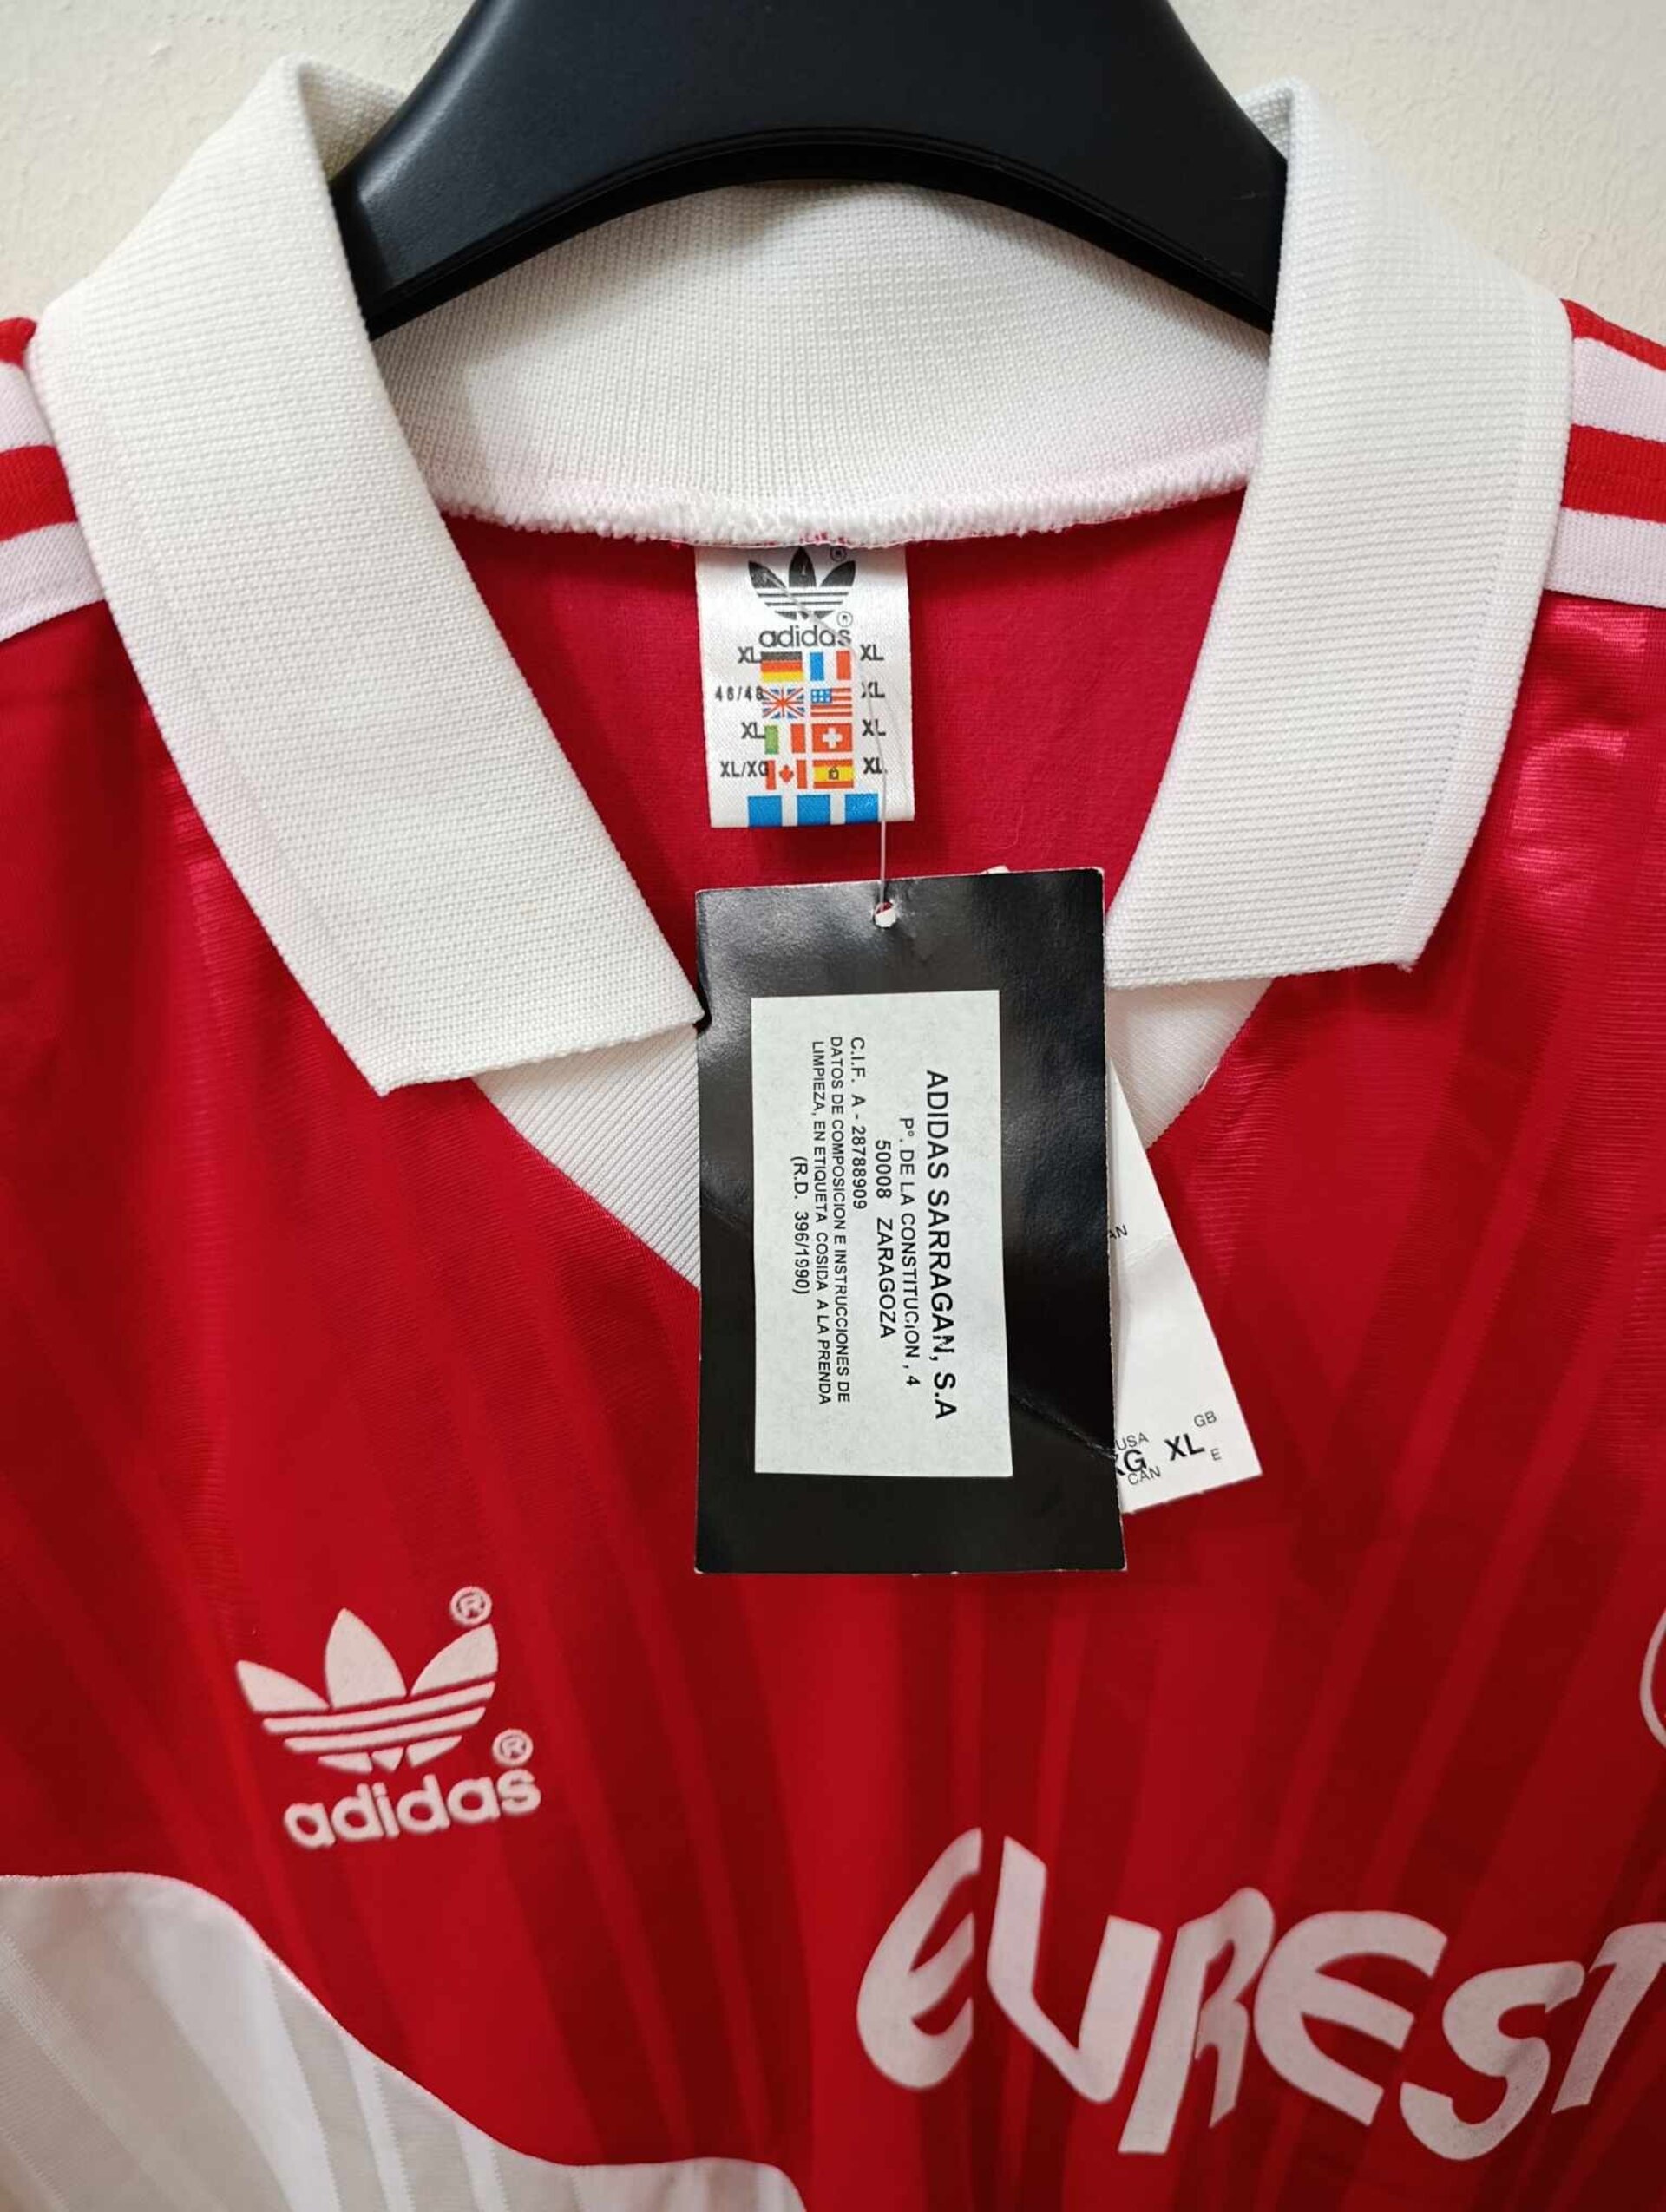 ®
®
adidas
XL XL
46/48 XL
XL XL
XL/XG XL
ADIDAS SARRAGAN, S.A
Pº. DE LA CONSTITUCION, 4
50008 ZARAGOZA
C.I.F. A - 28788909
DATOS DE COMPOSICION E INSTRUCCIONES DE
LIMPIEZA, EN ETIQUETA COSIDA A LA PRENDA
(R.D. 396/1990)
GB
USA XL E
CAN
®
®
adidas
EUREST